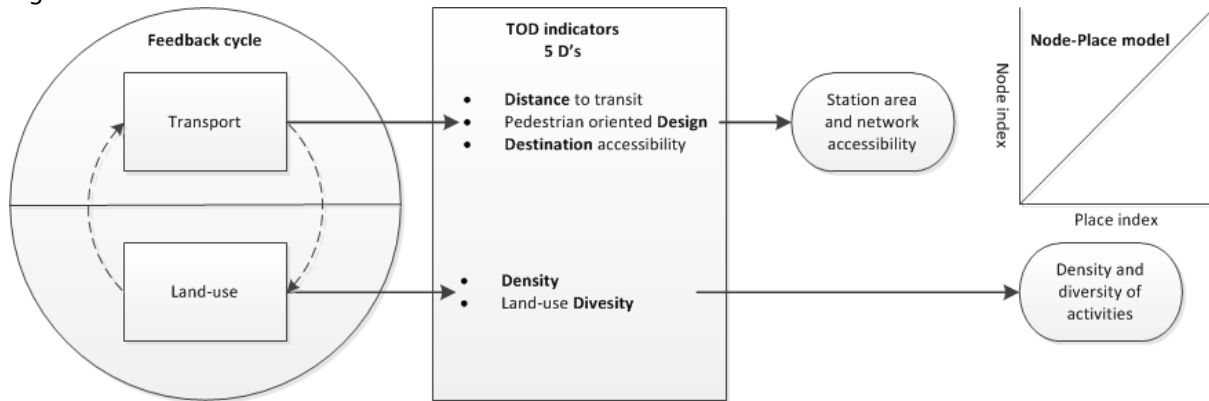 Feedback cycle
Transport
Land-use
TOD indicators
5 D's
• Distance to transit
• Pedestrian oriented Design
• Destination accessibility
• Density
• Land-use Divesity
Station area
and network
accessibility
Node-Place model
Node index
Place index
Density and
diversity of
activities